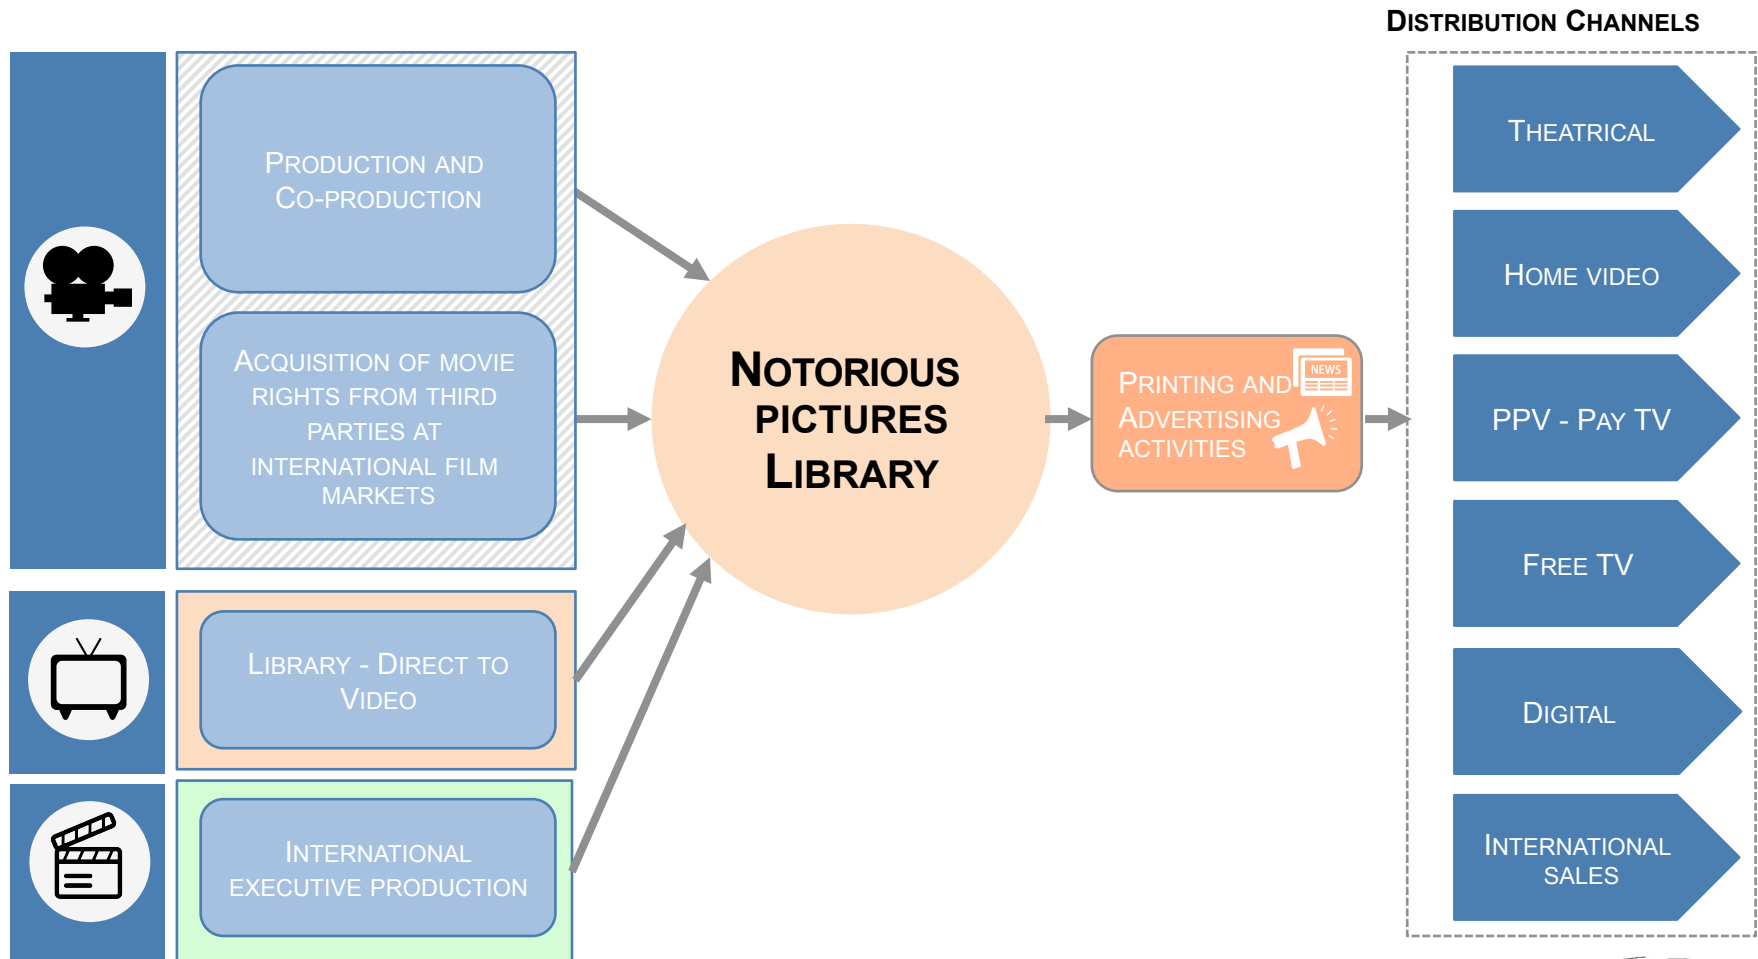 DISTRIBUTION CHANNELS
PRODUCTION AND
CO-PRODUCTION
ACQUISITION OF MOVIE
RIGHTS FROM THIRD
PARTIES AT
INTERNATIONAL FILM
MARKETS
LIBRARY - DIRECT TO
VIDEO
INTERNATIONAL
EXECUTIVE PRODUCTION
NOTORIOUS
PICTURES
LIBRARY
PRINTING AND
ADVERTISING
ACTIVITIES
NEWS
THEATRICAL
HOME VIDEO
PPV - PAY TV
FREE TV
DIGITAL
INTERNATIONAL
SALES